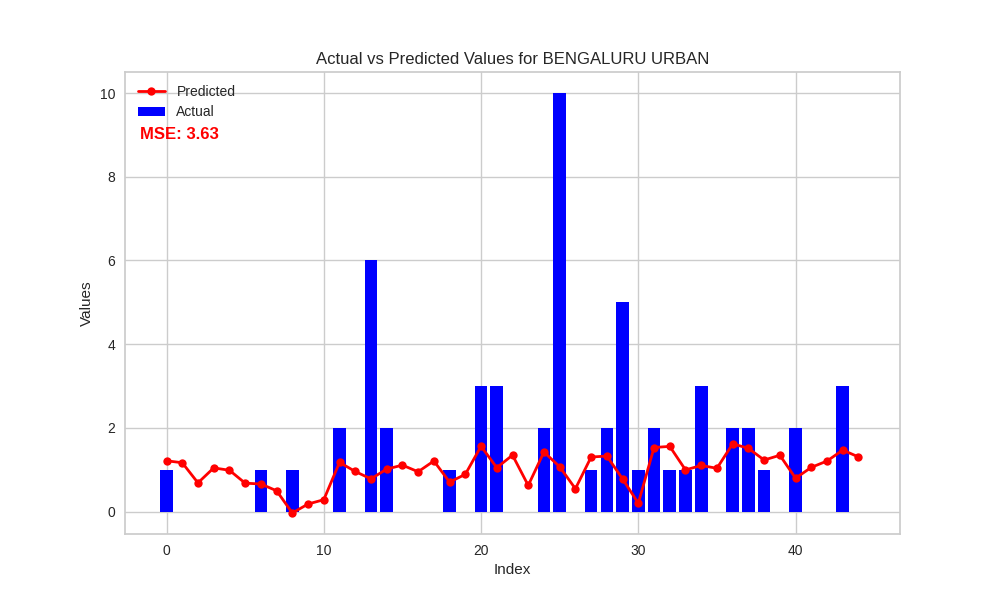 Actual vs Predicted Values for BENGALURU URBAN
Predicted
Actual
MSE: 3.63
10
8
6
4
2
0
Values
0 10 20 30 40
Index